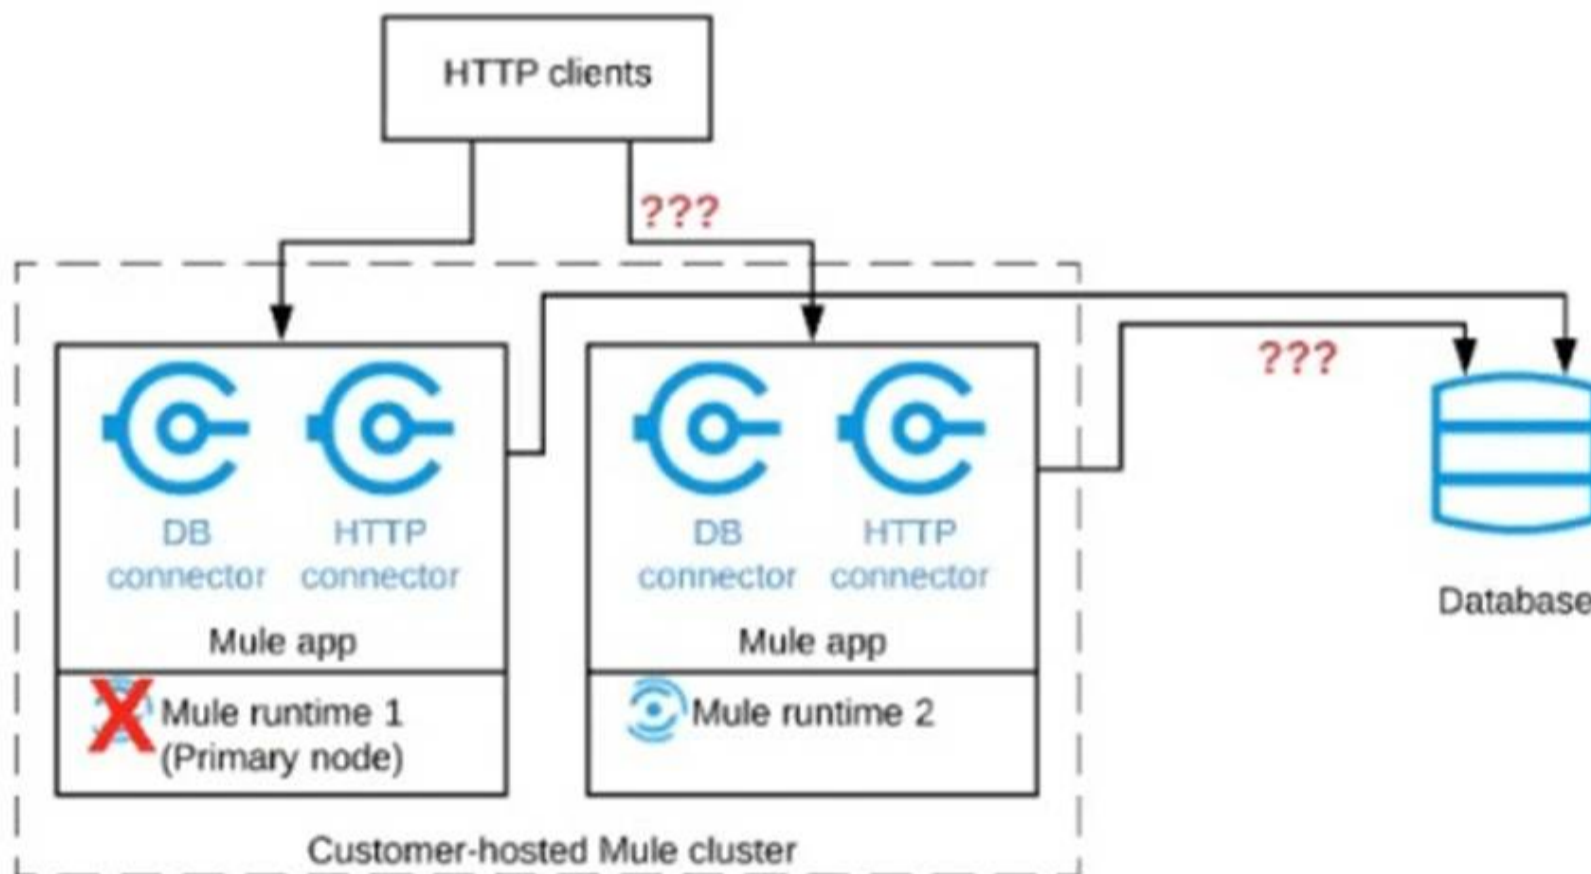 HTTP clients
???
???
DB
connector
HTTP
connector
Mule app
Mule runtime 1
(Primary node)
DB
connector
HTTP
connector
Mule app
Mule runtime 2
Database
Customer-hosted Mule cluster